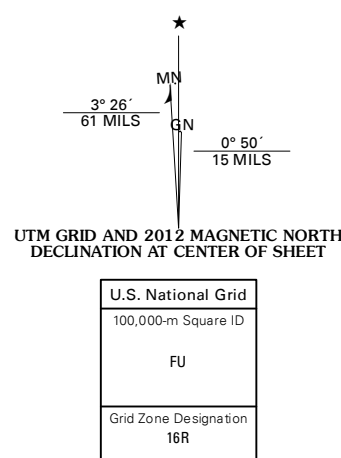 ★
MN
3° 26´
61 MILS
GN
0° 50´
15 MILS
UTM GRID AND 2012 MAGNETIC NORTH
DECLINATION AT CENTER OF SHEET
U.S. National Grid
100,000-m Square ID
FU
Grid Zone Designation
16R